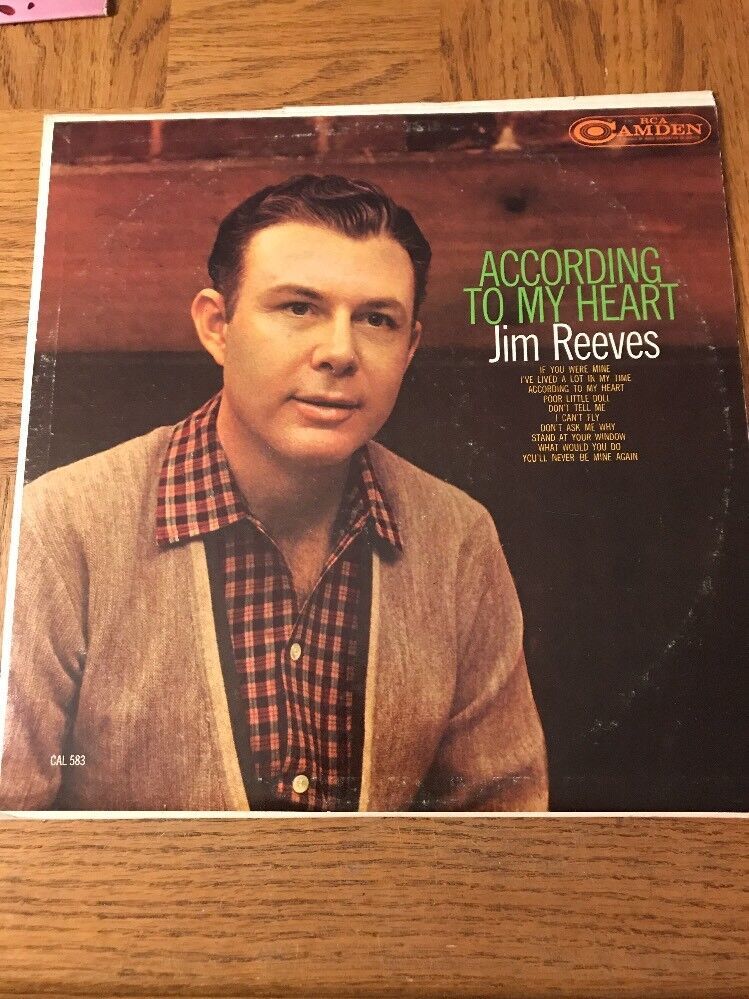 RCA
CAMDEN
ACCORDING
TO MY HEART
Jim Reeves
IF YOU WERE MINE
I'VE LIVED A LOT IN MY TIME
ACCORDING TO MY HEART
POOR LITTLE DOLL
DON'T TELL ME
I CAN'T FLY
DON'T ASK ME WHY
STAND AT YOUR WINDOW
WHAT WOULD YOU DO
YOU'LL NEVER BE MINE AGAIN
CAL 583